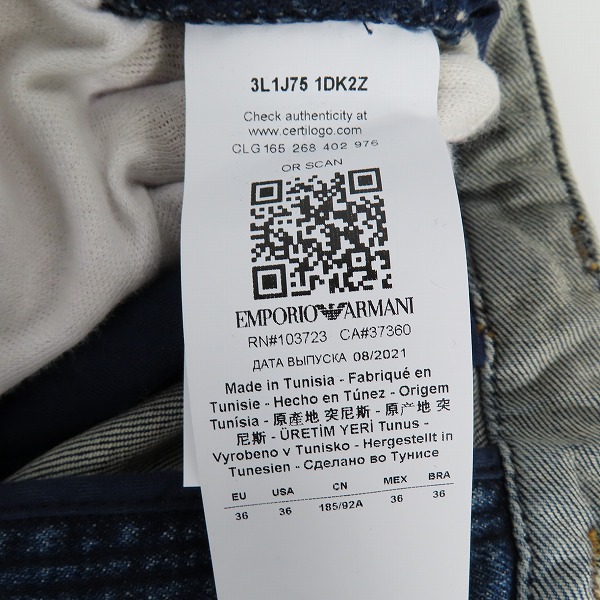 3L1J75 1DK2Z
Check authenticity at
www.certilogo.com
CLG 165 268 402 976
OR SCAN
EMPORIO ARMANI
RN#103723 CA#37360
ДАТА ВЫПУСКА 08/2021
Made in Tunisia - Fabriqué en
Tunisie - Hecho en Túnez - Origem
Tunísia - 原產地 突尼斯 - 原产地 突
尼斯 - ÜRETİM YERİ Tunus -
Vyrobeno v Tunisko - Hergestellt in
Tunesien - Сделано во Тунисе
EU USA CN MEX BRA
36 36 185/92A 36 36